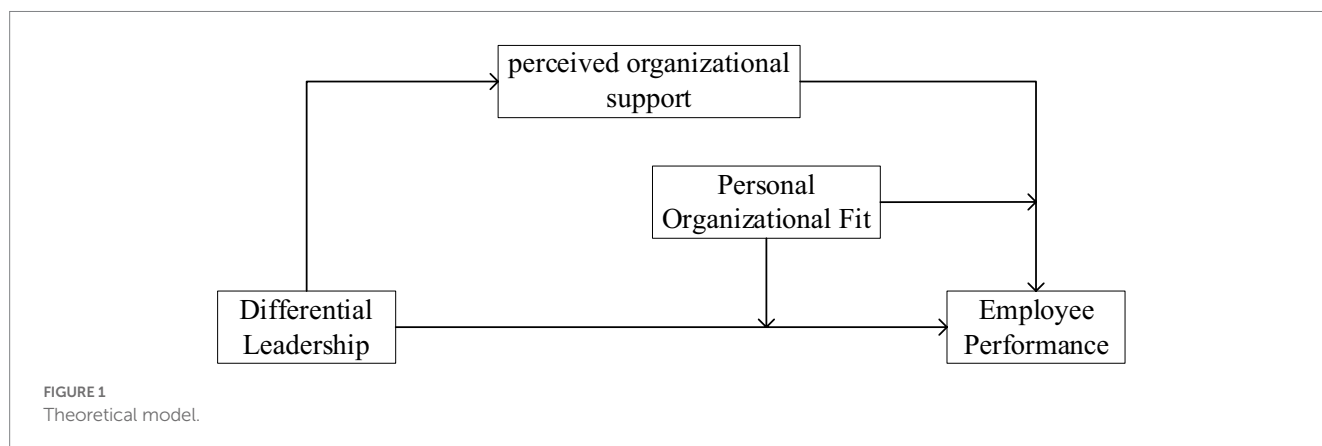 perceived organizational
support
Personal
Organizational Fit
Differential
Leadership
Employee
Performance
FIGURE 1
Theoretical model.